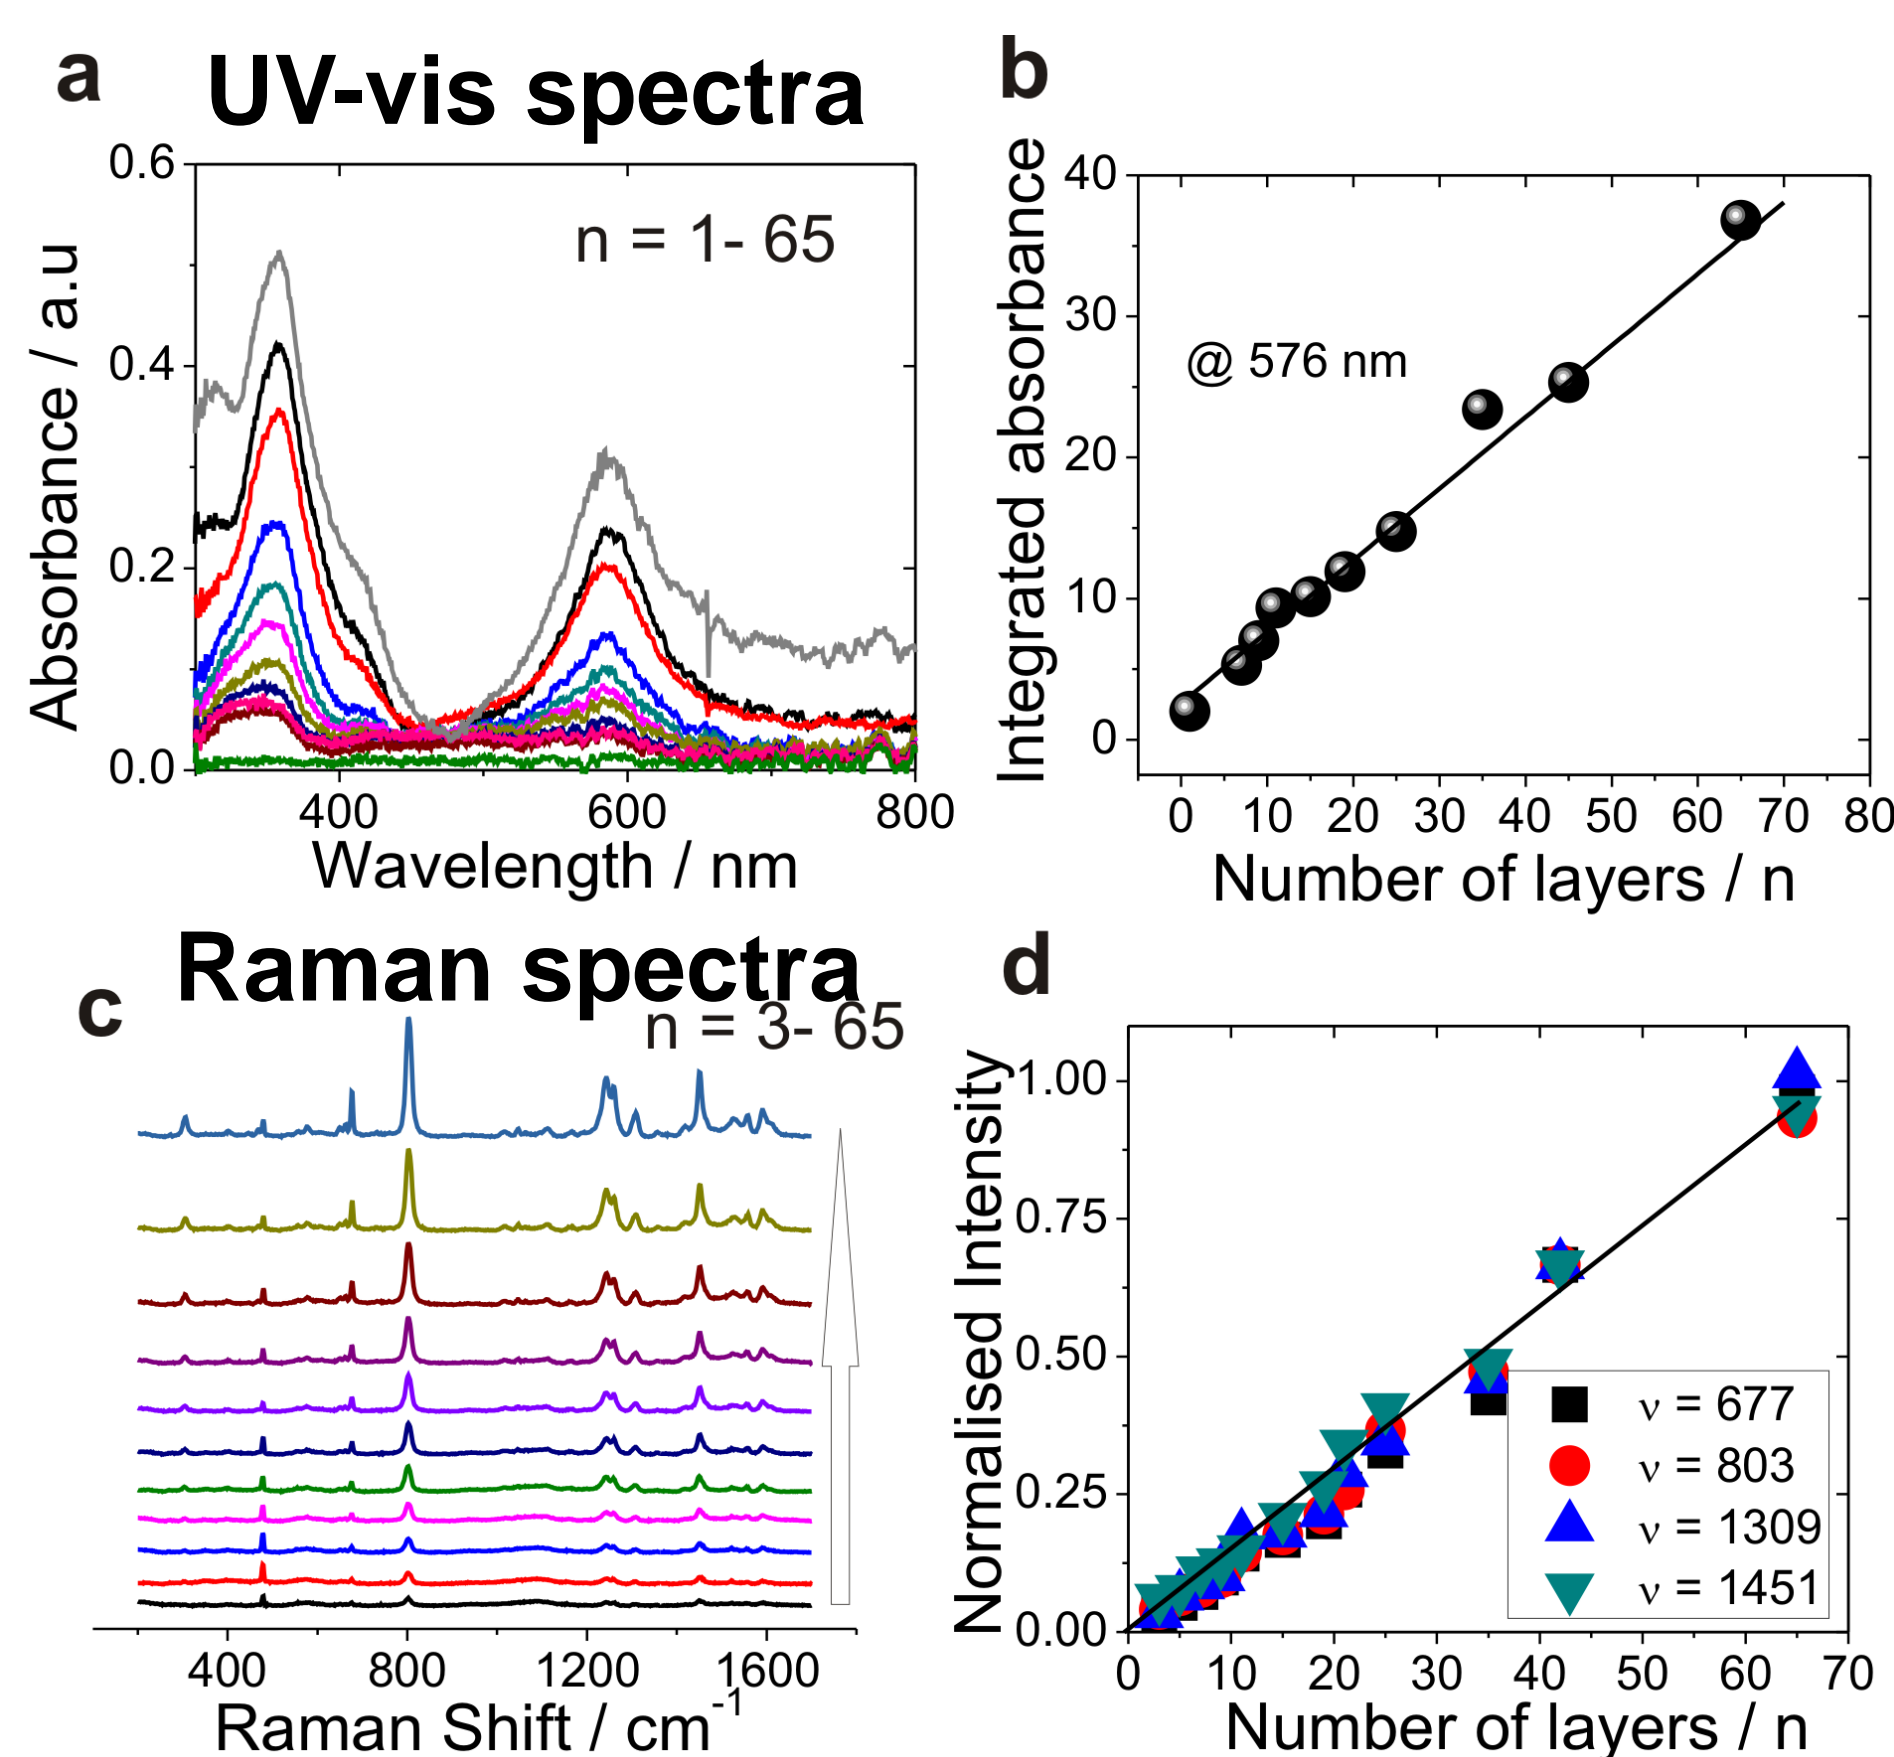 a
UV-vis spectra
0.6
0.4
0.2
0.0
Absorbance / a.u
n = 1- 65
400 600 800
Wavelength / nm
b
40
30
20
10
0
Integrated absorbance
@ 576 nm
0 10 20 30 40 50 60 70 80
Number of layers / n
c
Raman spectra
n = 3- 65
400 800 1200 1600
Raman Shift / cm⁻¹
d
1.00
0.75
0.50
0.25
0.00
Normalised Intensity
ν = 677
ν = 803
ν = 1309
ν = 1451
0 10 20 30 40 50 60 70
Number of layers / n